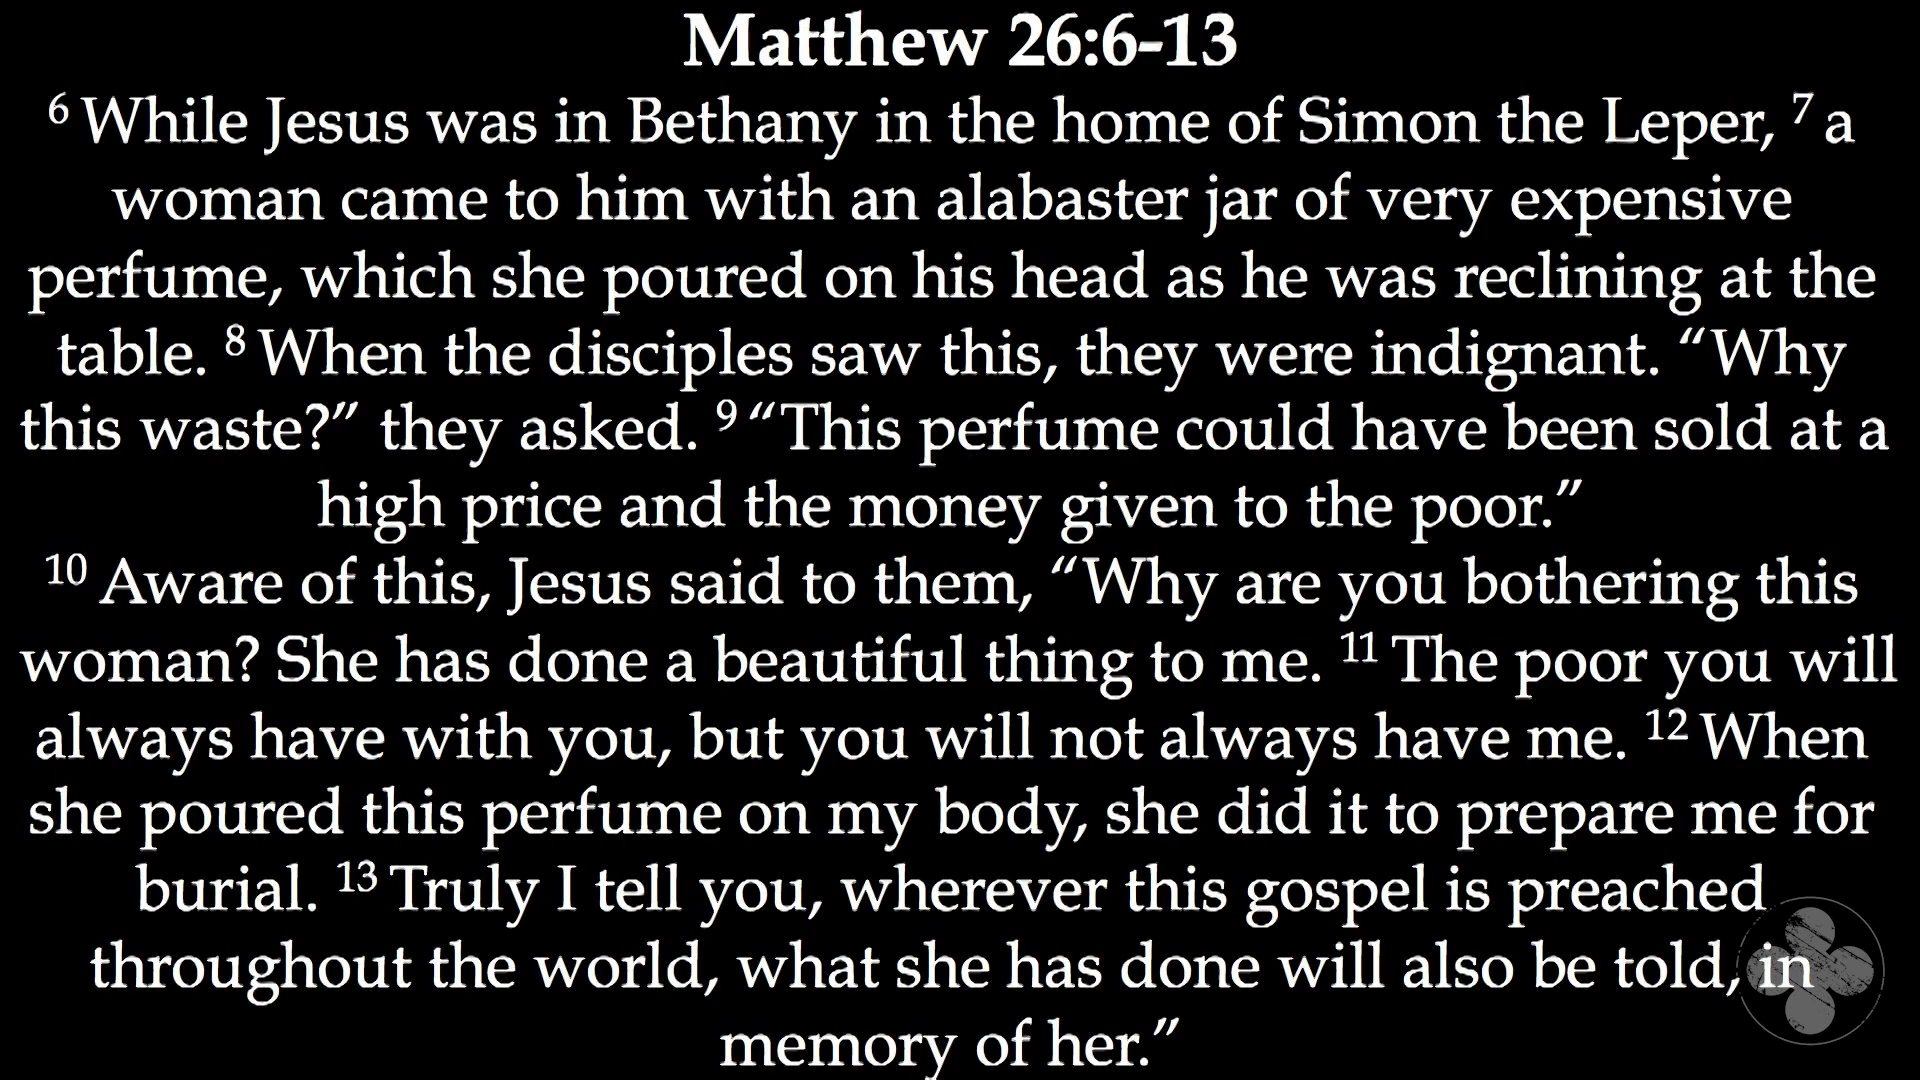 Matthew 26:6-13
6 While Jesus was in Bethany in the home of Simon the Leper, 7 a
woman came to him with an alabaster jar of very expensive
perfume, which she poured on his head as he was reclining at the
table. 8 When the disciples saw this, they were indignant. “Why
this waste?” they asked. 9 “This perfume could have been sold at a
high price and the money given to the poor.”
10 Aware of this, Jesus said to them, “Why are you bothering this
woman? She has done a beautiful thing to me. 11 The poor you will
always have with you, but you will not always have me. 12 When
she poured this perfume on my body, she did it to prepare me for
burial. 13 Truly I tell you, wherever this gospel is preached
throughout the world, what she has done will also be told, in
memory of her.”